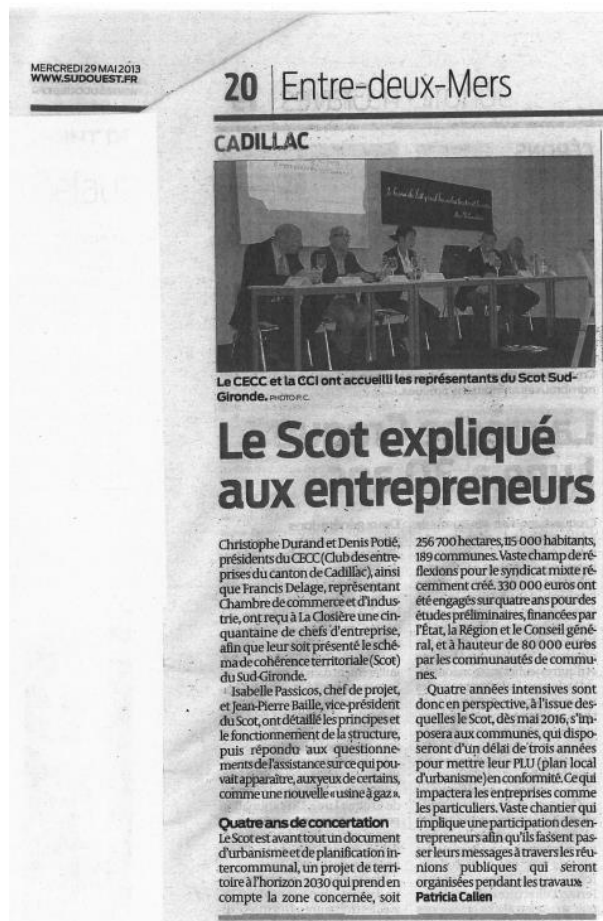 MERCREDI 29 MAI 2013
WWW.SUDOUEST.FR
20 | Entre-deux-Mers
CADILLAC
Le CECC et la CCI ont accueilli les représentants du Scot Sud-
Gironde. PHOTO P. C.
Le Scot expliqué
aux entrepreneurs
Christophe Durand et Denis Potié,
présidents du CECC (Club des entre-
prises du canton de Cadillac), ainsi
que Francis Delage, représentant
Chambre de commerce et d'indus-
trie, ont reçu à La Closière une cin-
quantaine de chefs d'entreprise,
afin que leur soit présenté le sché-
ma de cohérence territoriale (Scot)
du Sud-Gironde.
Isabelle Passicos, chef de projet,
et Jean-Pierre Baille, vice-président
du Scot, ont détaillé les principes et
le fonctionnement de la structure,
puis répondu aux questionne-
ments de l'assistance sur ce qui pou-
vait apparaître, aux yeux de certains,
comme une nouvelle « usine à gaz ».
Quatre ans de concertation
Le Scot est avant tout un document
d'urbanisme et de planification in-
tercommunal, un projet de terri-
toire à l'horizon 2030 qui prend en
compte la zone concernée, soit
256 700 hectares, 115 000 habitants,
189 communes. Vaste champ de ré-
flexions pour le syndicat mixte ré-
cemment créé. 330 000 euros ont
été engagés sur quatre ans pour des
études préliminaires, financées par
l'État, la Région et le Conseil géné-
ral, et à hauteur de 80 000 euros
par les communautés de commu-
nes.
Quatre années intensives sont
donc en perspective, à l'issue des-
quelles le Scot, dès mai 2016, s'im-
posera aux communes, qui dispo-
seront d'un délai de trois années
pour mettre leur PLU (plan local
d'urbanisme) en conformité. Ce qui
impactera les entreprises comme
les particuliers. Vaste chantier qui
implique une participation des en-
trepreneurs afin qu'ils fassent pas-
ser leurs messages à travers les réu-
nions publiques qui seront
organisées pendant les travaux.
Patricia Callen